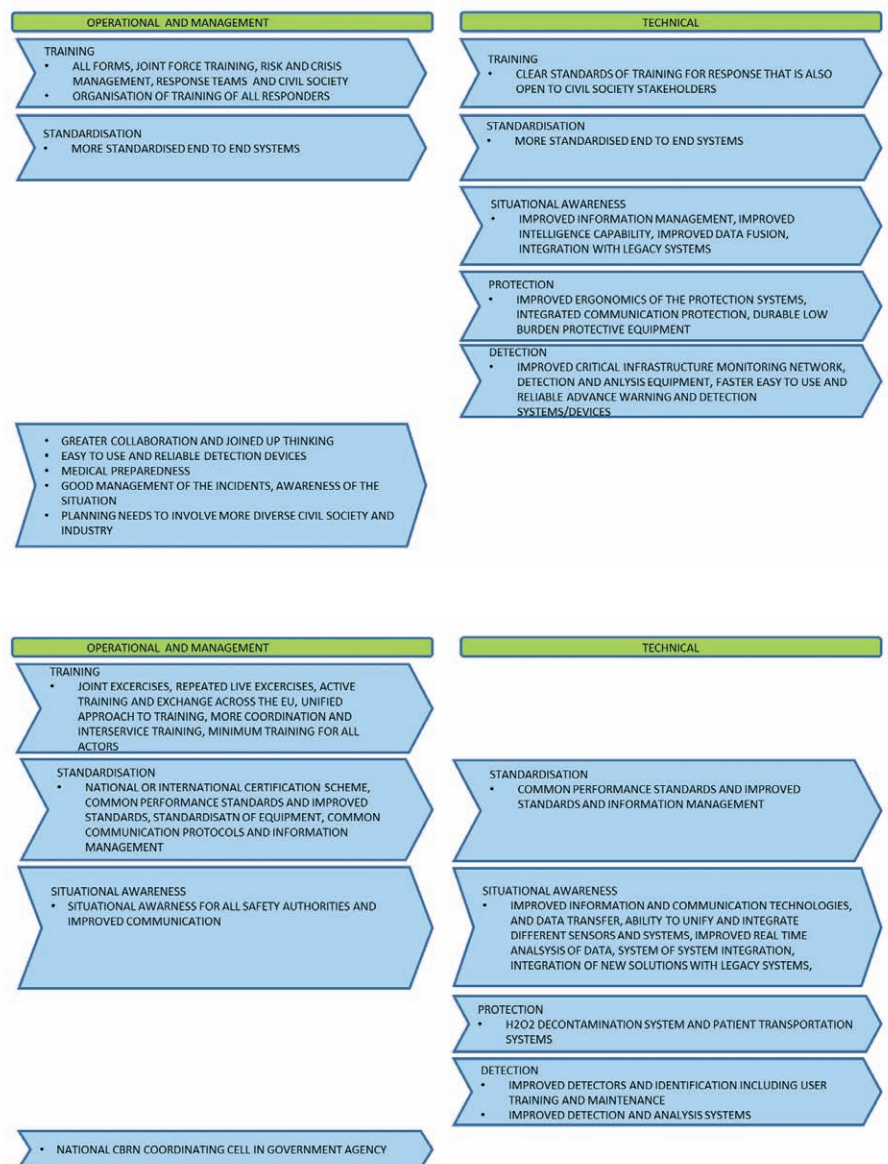 OPERATIONAL AND MANAGEMENT
TRAINING
• ALL FORMS, JOINT FORCE TRAINING, RISK AND CRISIS
MANAGEMENT, RESPONSE TEAMS AND CIVIL SOCIETY
• ORGANISATION OF TRAINING OF ALL RESPONDERS
STANDARDISATION
• MORE STANDARDISED END TO END SYSTEMS
• GREATER COLLABORATION AND JOINED UP THINKING
• EASY TO USE AND RELIABLE DETECTION DEVICES
• MEDICAL PREPAREDNESS
• GOOD MANAGEMENT OF THE INCIDENTS, AWARENESS OF THE
SITUATION
• PLANNING NEEDS TO INVOLVE MORE DIVERSE CIVIL SOCIETY AND
INDUSTRY
TECHNICAL
TRAINING
• CLEAR STANDARDS OF TRAINING FOR RESPONSE THAT IS ALSO
OPEN TO CIVIL SOCIETY STAKEHOLDERS
STANDARDISATION
• MORE STANDARDISED END TO END SYSTEMS
SITUATIONAL AWARENESS
• IMPROVED INFORMATION MANAGEMENT, IMPROVED
INTELLIGENCE CAPABILITY, IMPROVED DATA FUSION,
INTEGRATION WITH LEGACY SYSTEMS
PROTECTION
• IMPROVED ERGONOMICS OF THE PROTECTION SYSTEMS,
INTEGRATED COMMUNICATION PROTECTION, DURABLE LOW
BURDEN PROTECTIVE EQUIPMENT
DETECTION
• IMPROVED CRITICAL INFRASTRUCTURE MONITORING NETWORK,
DETECTION AND ANLYSIS EQUIPMENT, FASTER EASY TO USE AND
RELIABLE ADVANCE WARNING AND DETECTION
SYSTEMS/DEVICES
OPERATIONAL AND MANAGEMENT
TRAINING
• JOINT EXCERCISES, REPEATED LIVE EXCERCISES, ACTIVE
TRAINING AND EXCHANGE ACROSS THE EU, UNIFIED
APPROACH TO TRAINING, MORE COORDINATION AND
INTERSERVICE TRAINING, MINIMUM TRAINING FOR ALL
ACTORS
STANDARDISATION
• NATIONAL OR INTERNATIONAL CERTIFICATION SCHEME,
COMMON PERFORMANCE STANDARDS AND IMPROVED
STANDARDS, STANDARDISATN OF EQUIPMENT, COMMON
COMMUNICATION PROTOCOLS AND INFORMATION
MANAGEMENT
SITUATIONAL AWARENESS
• SITUATIONAL AWARNESS FOR ALL SAFETY AUTHORITIES AND
IMPROVED COMMUNICATION
• NATIONAL CBRN COORDINATING CELL IN GOVERNMENT AGENCY
TECHNICAL
STANDARDISATION
• COMMON PERFORMANCE STANDARDS AND IMPROVED
STANDARDS AND INFORMATION MANAGEMENT
SITUATIONAL AWARENESS
• IMPROVED INFORMATION AND COMMUNICATION TECHNOLOGIES,
AND DATA TRANSFER, ABILITY TO UNIFY AND INTEGRATE
DIFFERENT SENSORS AND SYSTEMS, IMPROVED REAL TIME
ANALSYSIS OF DATA, SYSTEM OF SYSTEM INTEGRATION,
INTEGRATION OF NEW SOLUTIONS WITH LEGACY SYSTEMS,
PROTECTION
• H2O2 DECONTAMINATION SYSTEM AND PATIENT TRANSPORTATION
SYSTEMS
DETECTION
• IMPROVED DETECTORS AND IDENTIFICATION INCLUDING USER
TRAINING AND MAINTENANCE
• IMPROVED DETECTION AND ANALYSIS SYSTEMS